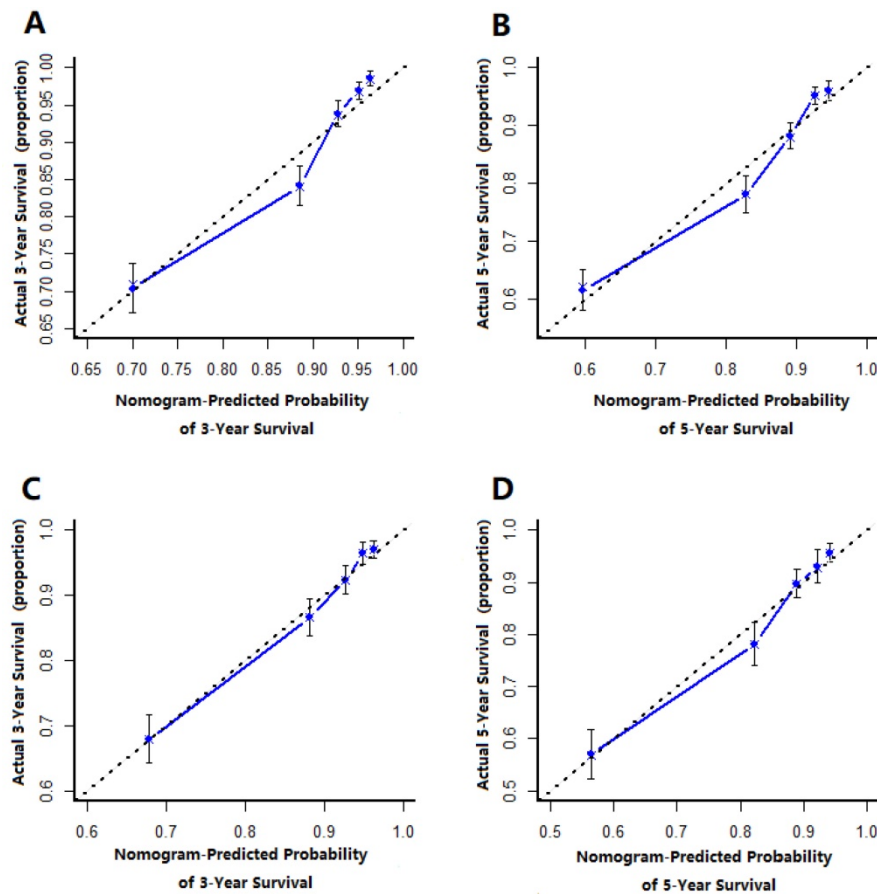 A
Actual 3-Year Survival (proportion)
0.65 0.70 0.75 0.80 0.85 0.90 0.95 1.00
0.65 0.70 0.75 0.80 0.85 0.90 0.95 1.00
Nomogram-Predicted Probability
of 3-Year Survival
B
Actual 5-Year Survival (proportion)
0.6 0.7 0.8 0.9 1.0
0.6 0.7 0.8 0.9 1.0
Nomogram-Predicted Probability
of 5-Year Survival
C
Actual 3-Year Survival (proportion)
0.6 0.7 0.8 0.9 1.0
0.6 0.7 0.8 0.9 1.0
Nomogram-Predicted Probability
of 3-Year Survival
D
Actual 5-Year Survival (proportion)
0.5 0.6 0.7 0.8 0.9 1.0
0.5 0.6 0.7 0.8 0.9 1.0
Nomogram-Predicted Probability
of 5-Year Survival